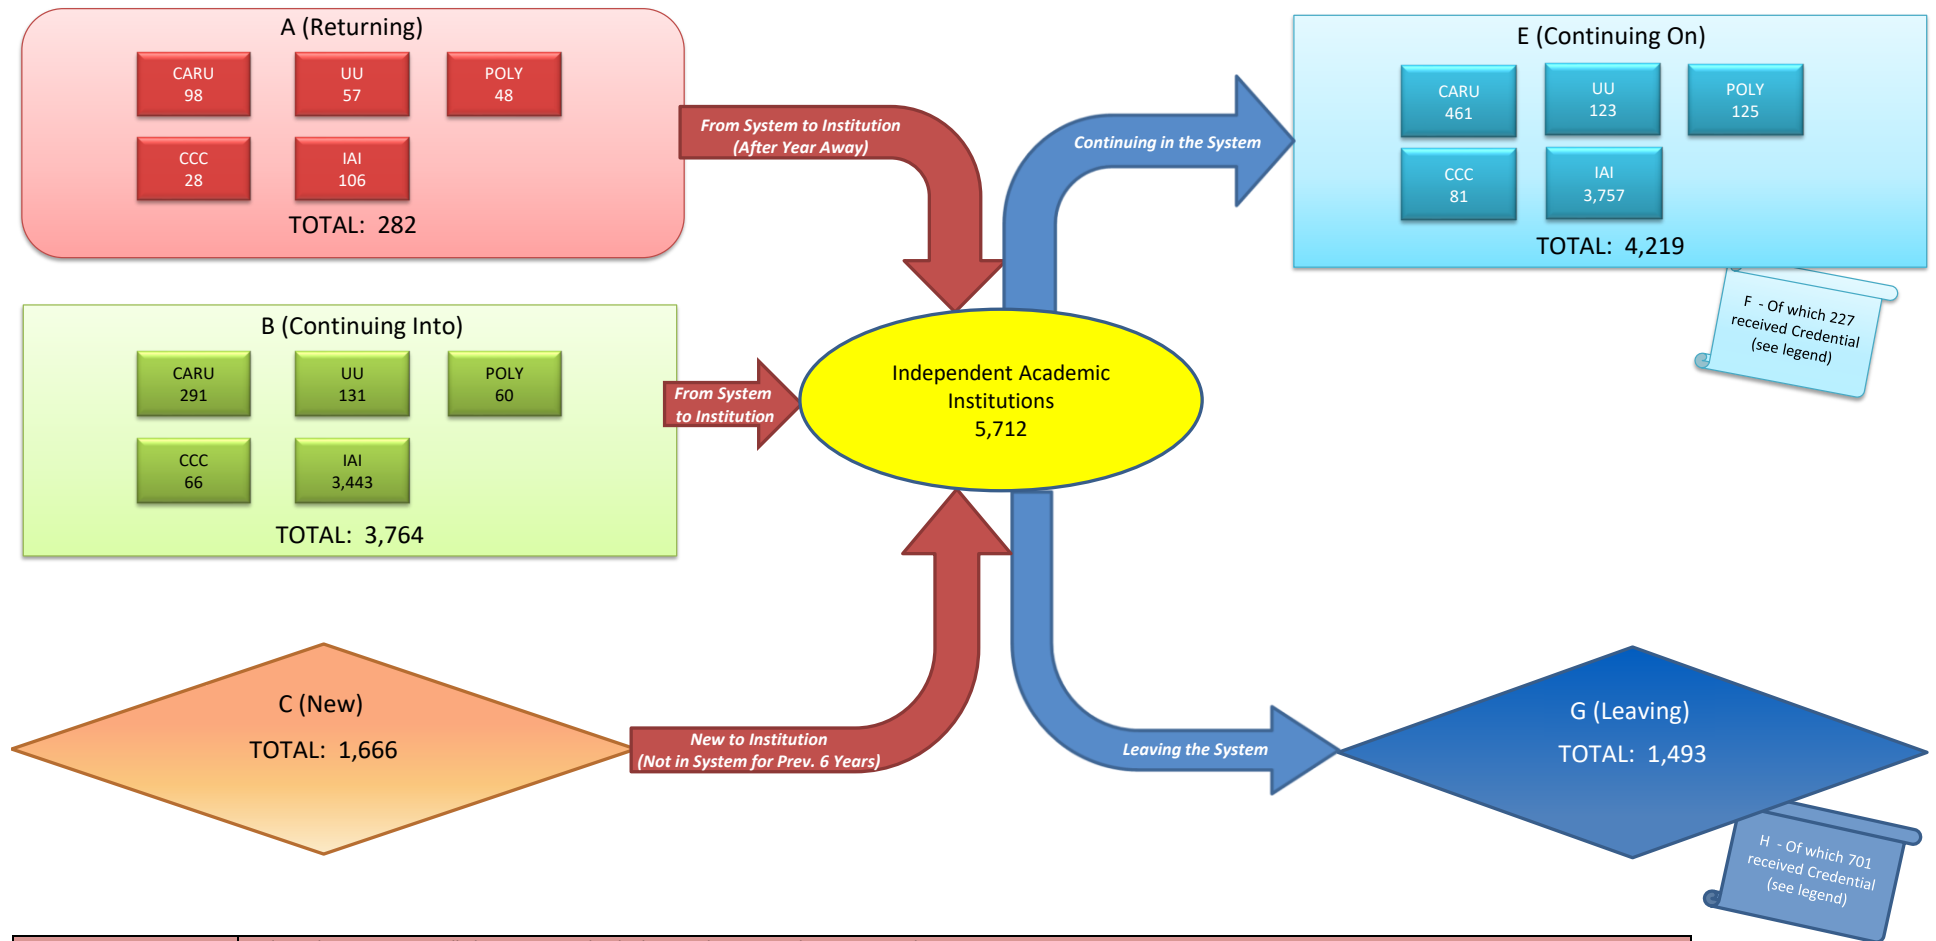 A (Returning)
CARU
98
UU
57
POLY
48
CCC
28
IAI
106
TOTAL:  282
From System to Institution
(After Year Away)
B (Continuing Into)
CARU
291
UU
131
POLY
60
CCC
66
IAI
3,443
TOTAL:  3,764
From System
to Institution
C (New)
TOTAL:  1,666
New to Institution
(Not in System for Prev. 6 Years)
Independent Academic
Institutions
5,712
Continuing in the System
E (Continuing On)
CARU
461
UU
123
POLY
125
CCC
81
IAI
3,757
TOTAL:  4,219
F  - Of which 227
received Credential
(see legend)
Leaving the System
G (Leaving)
TOTAL:  1,493
H  - Of which 701
received Credential
(see legend)